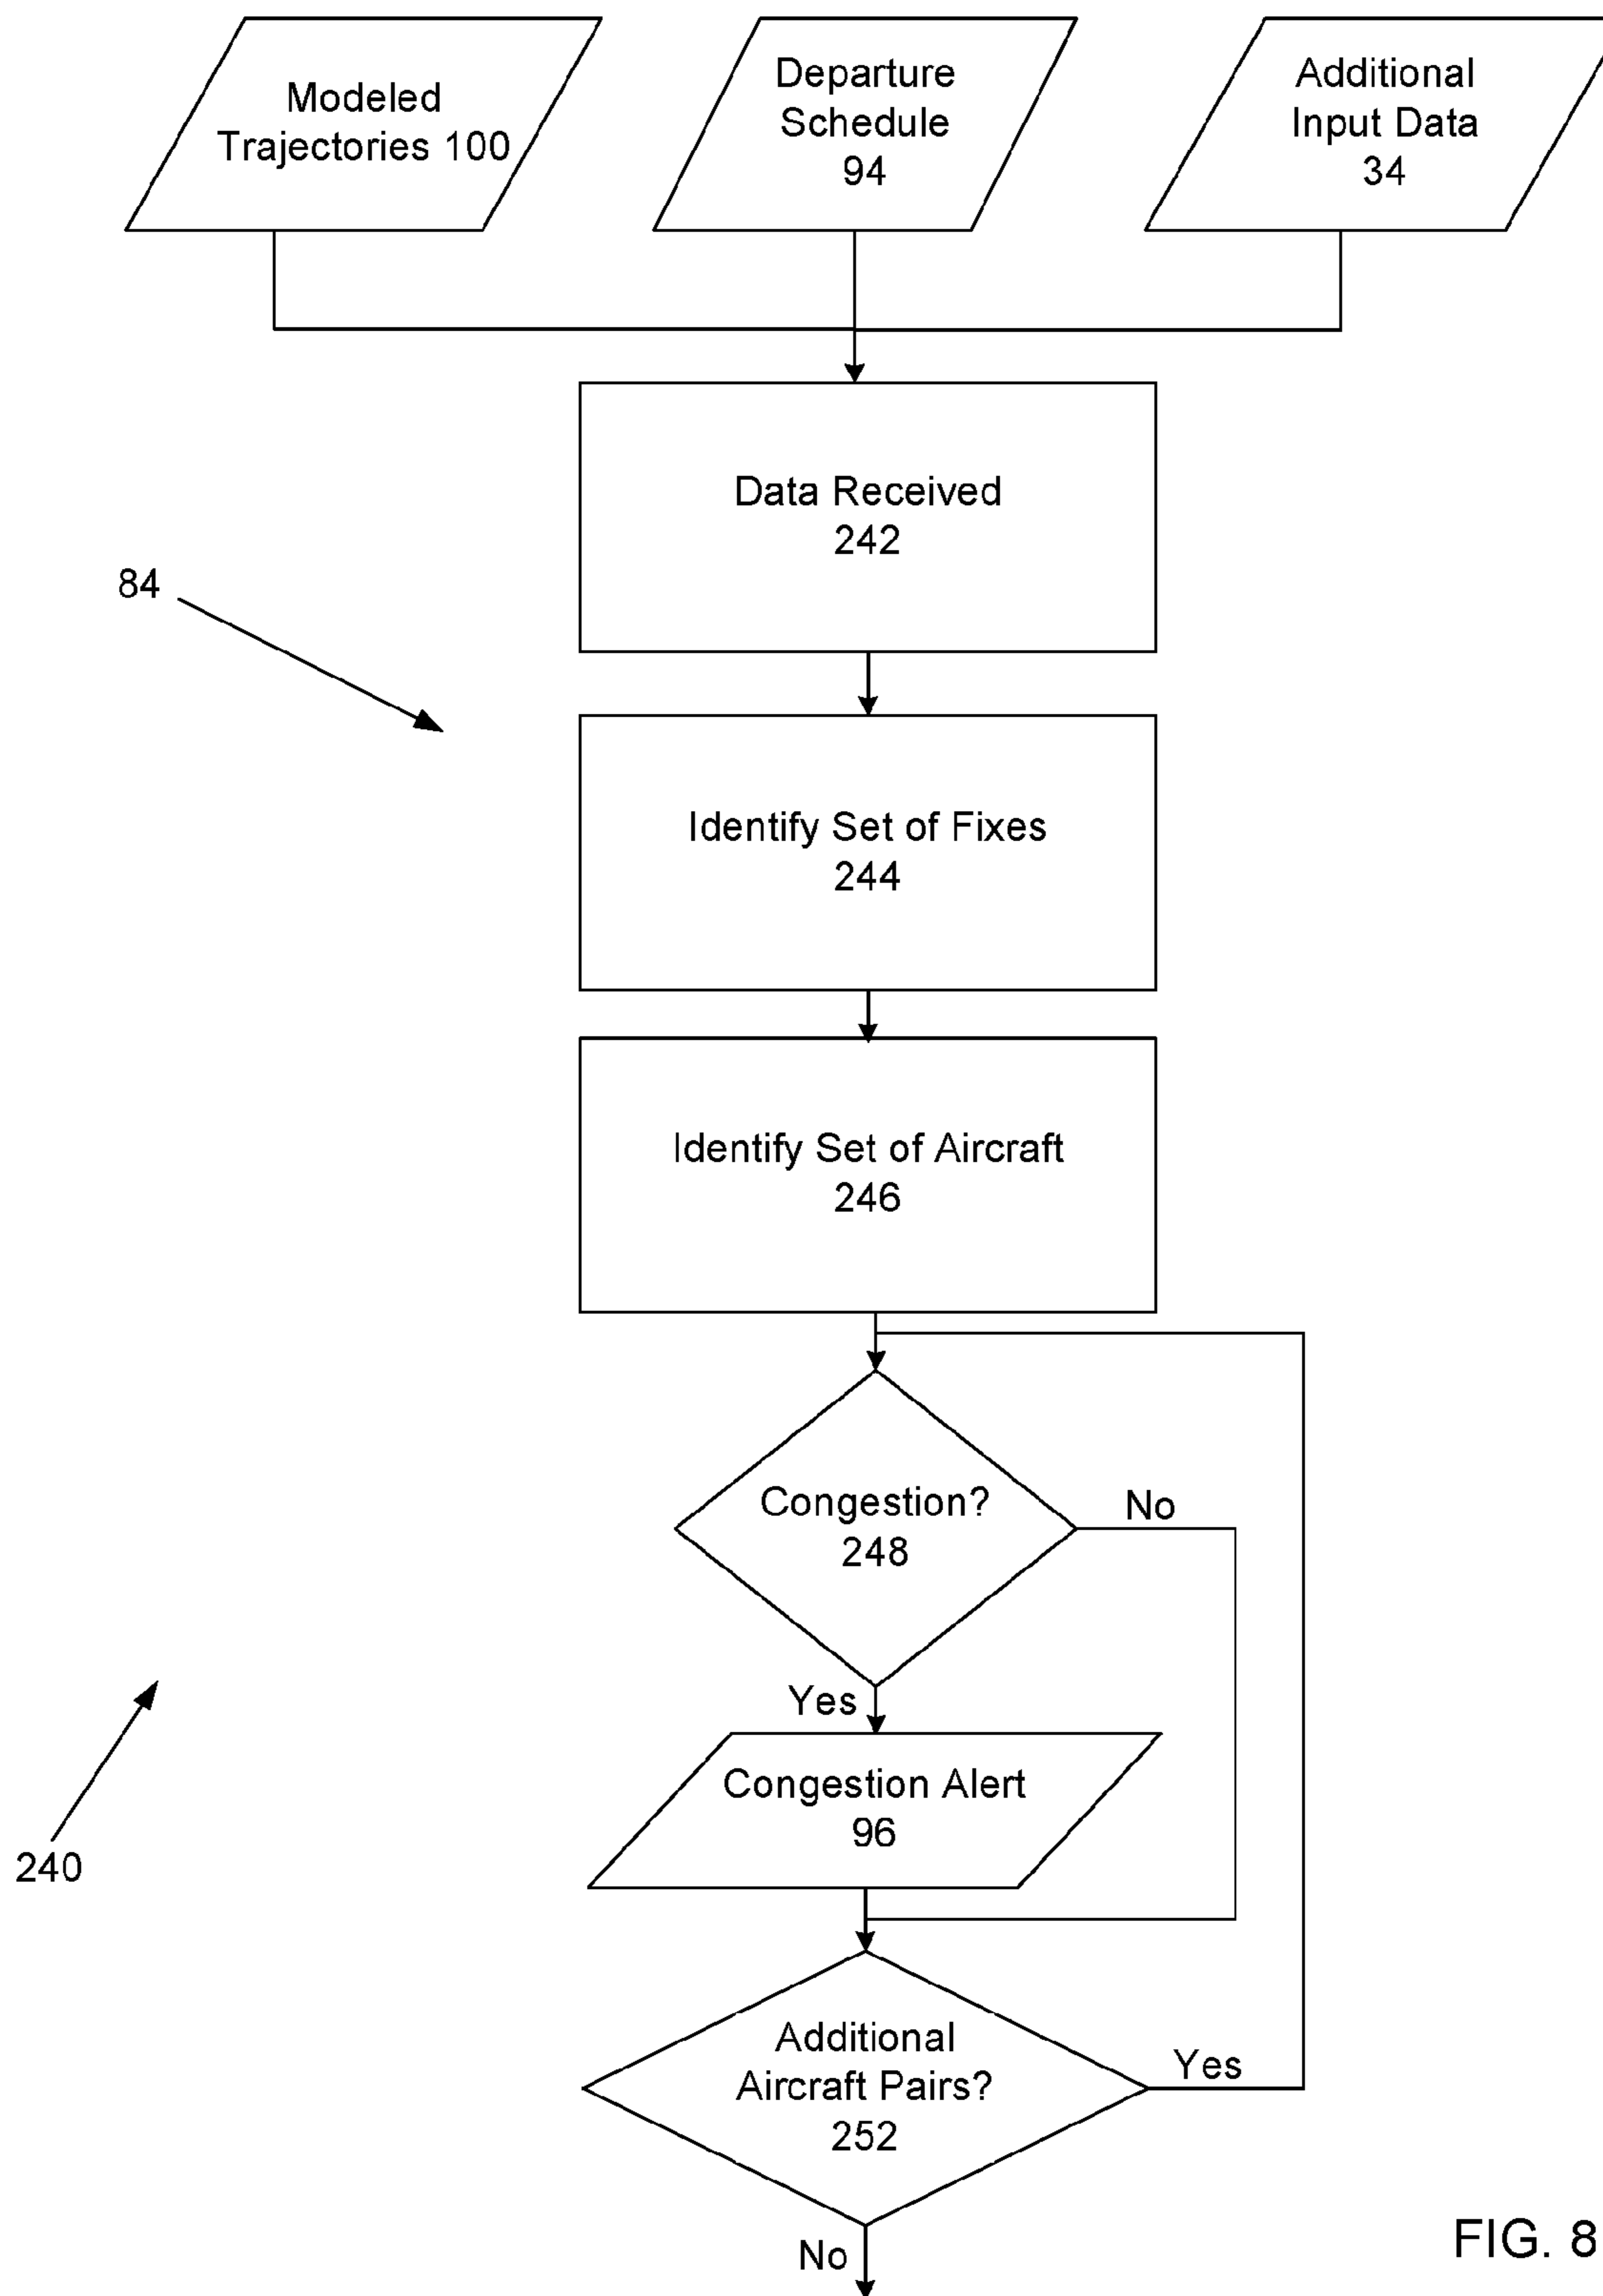 Modeled
Trajectories 100
Departure
Schedule
94
Additional
Input Data
34
Data Received
242
84
Identify Set of Fixes
244
Identify Set of Aircraft
246
Congestion?
248
No
Yes
Congestion Alert
96
240
Additional
Aircraft Pairs?
252
Yes
No
FIG. 8